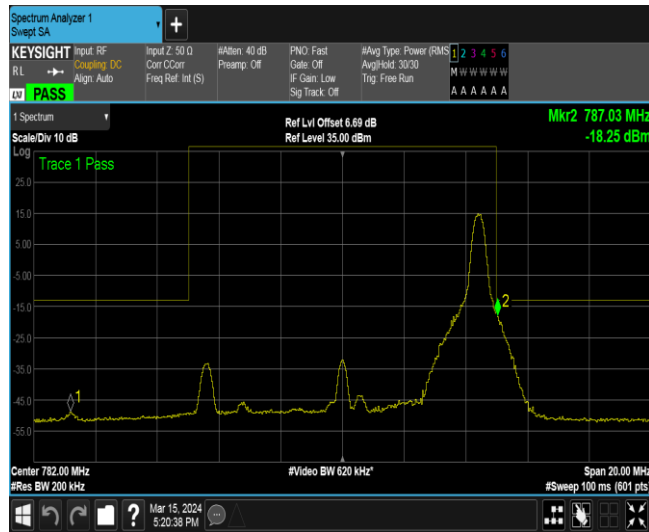 Spectrum Analyzer 1
Swept SA
KEYSIGHT
RL
LXI PASS
Input: RF
Coupling: DC
Align: Auto
Input Z: 50 Ω
Corr CCorr
Freq Ref: Int (S)
#Atten: 40 dB
Preamp: Off
PNO: Fast
Gate: Off
IF Gain: Low
Sig Track: Off
#Avg Type: Power (RMS
Avg|Hold: 30/30
Trig: Free Run
1 2 3 4 5 6
M W W W W W
A A A A A A
1 Spectrum
Scale/Div 10 dB
Ref Lvl Offset 6.69 dB
Ref Level 35.00 dBm
Mkr2 787.03 MHz
-18.25 dBm
Log
Trace 1 Pass
25.0
15.0
5.00
-5.00
-15.0
-25.0
-35.0
-45.0
-55.0
1
2
Center 782.00 MHz
#Res BW 200 kHz
#Video BW 620 kHz*
Span 20.00 MHz
#Sweep 100 ms (601 pts)
?
Mar 15, 2024
5:20:38 PM